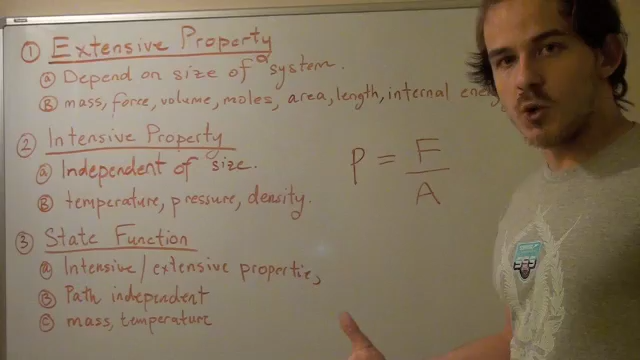 ① Extensive Property
ⓐ Depend on size of a system.
ⓑ mass, force, volume, moles, area, length, internal energ
② Intensive Property
ⓐ Independent of size.
ⓑ temperature, pressure, density.
③ State Function
ⓐ Intensive/extensive propertie,
ⓑ Path independent
ⓒ mass, temperature
P = F
A